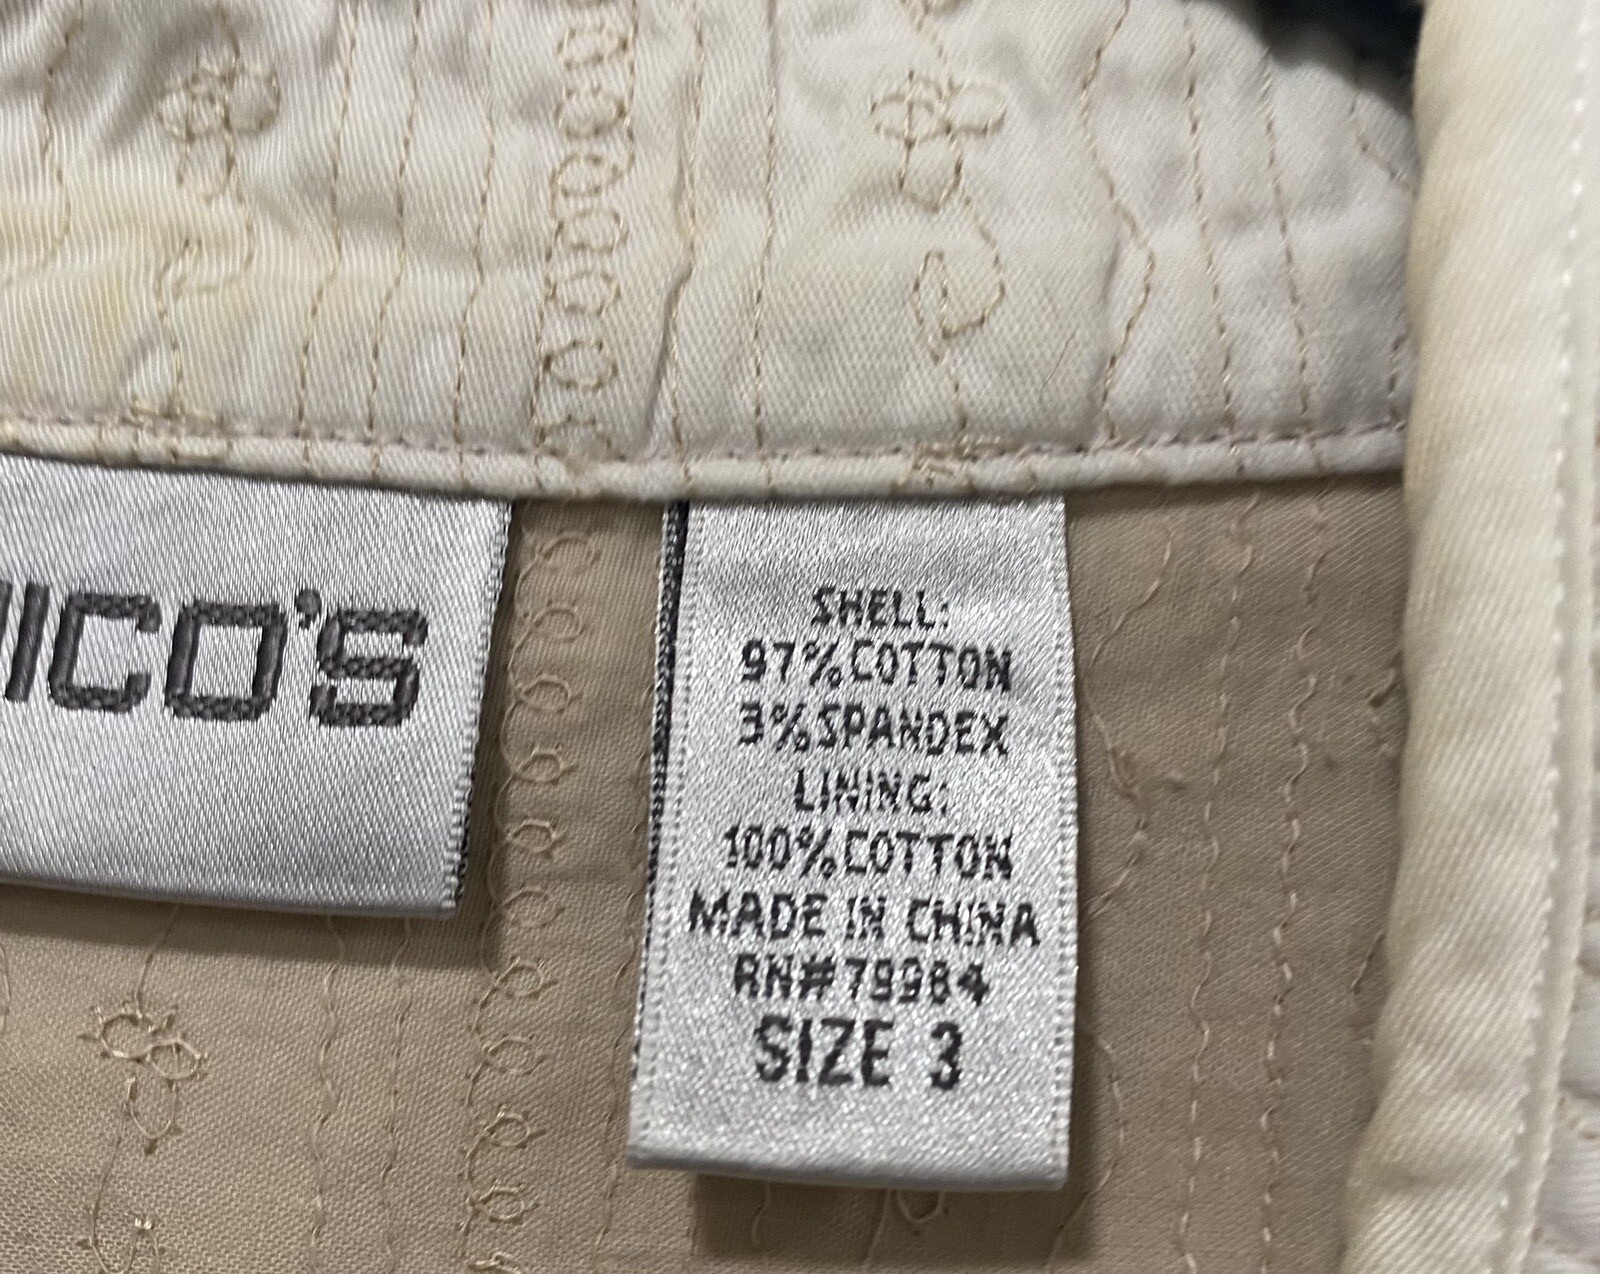 ICO'S
SHELL:
97%COTTON
3%SPANDEX
LINING:
100%COTTON
MADE IN CHINA
RN#79984
SIZE 3